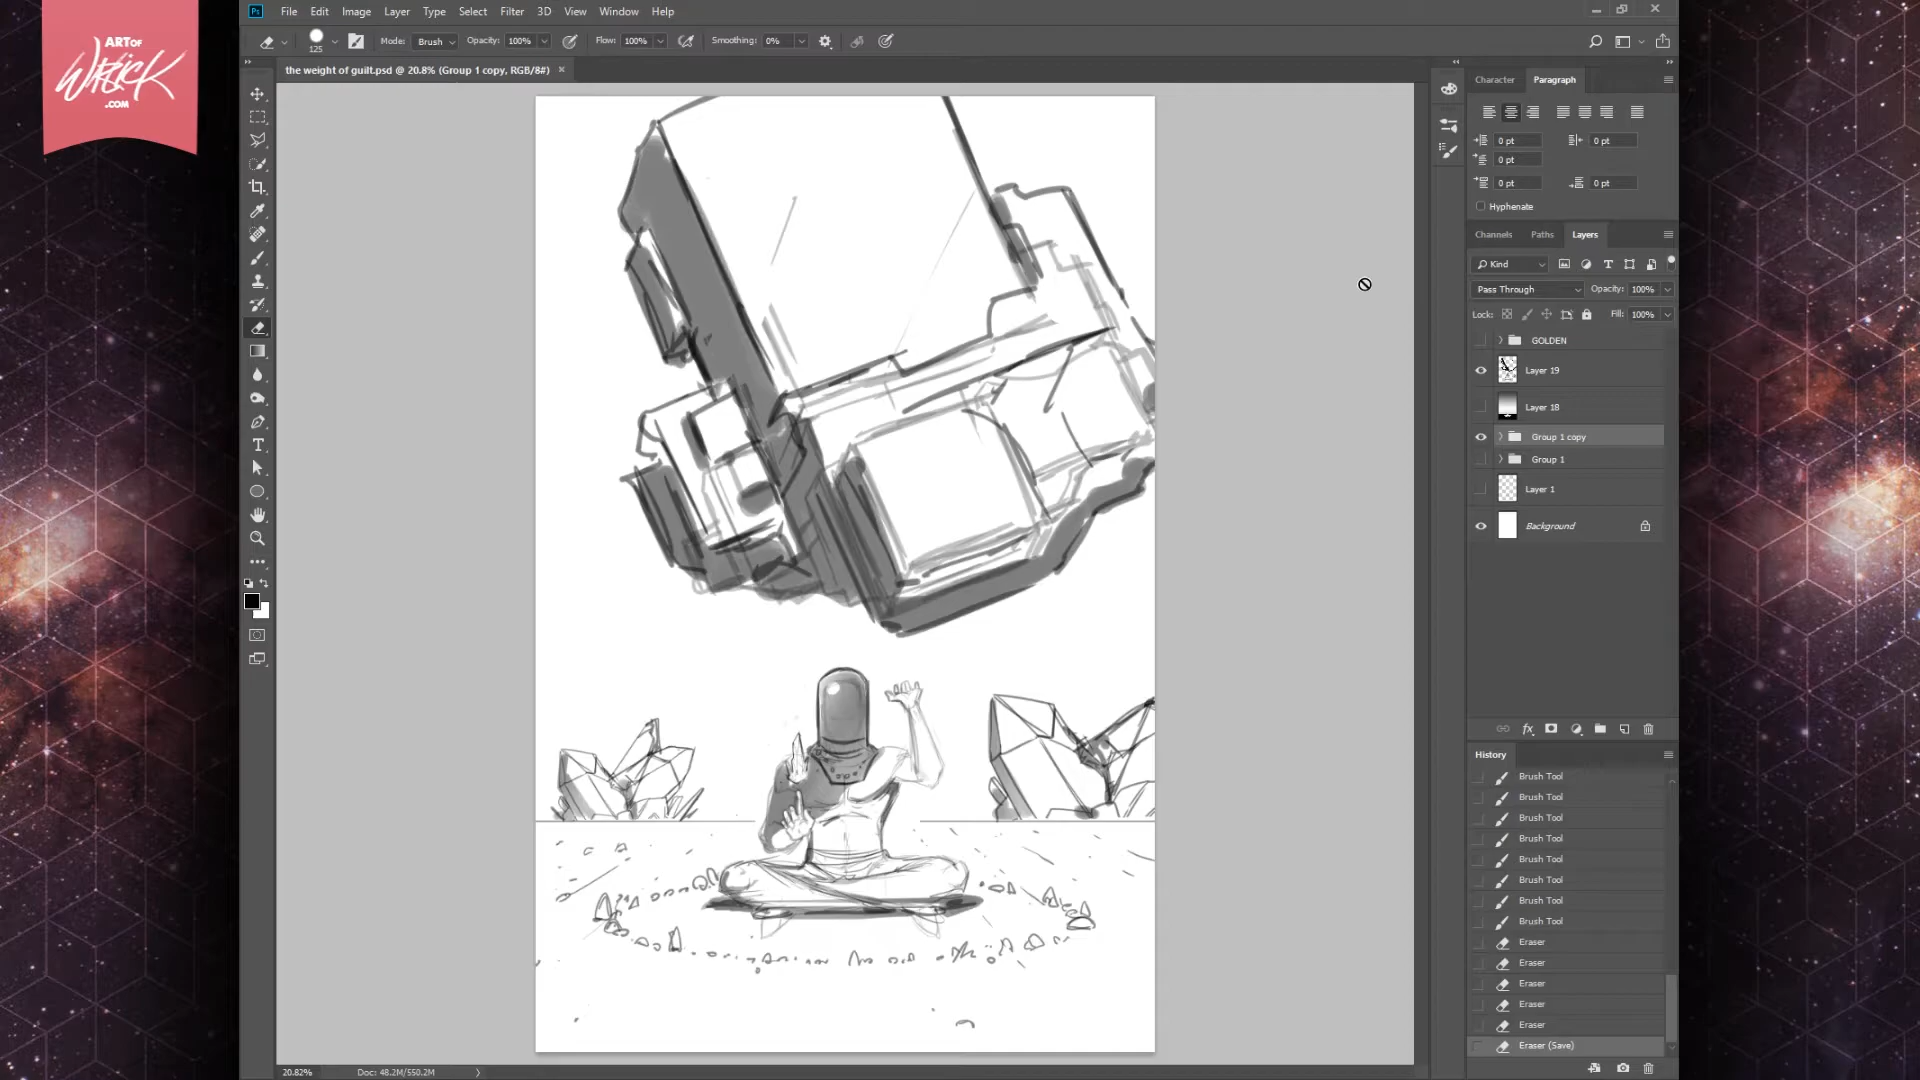 ART OF
WRLICK
.COM
File Edit Image Layer Type Select Filter 3D View Window Help
125 Mode: Brush Opacity: 100% Flow: 100% Smoothing: 0%
the weight of guilt.psd @ 20.8% (Group 1 copy, RGB/8#)
Character Paragraph
0 pt 0 pt
0 pt
0 pt 0 pt
Hyphenate
Channels Paths Layers
Kind
Pass Through Opacity: 100%
Lock: Fill: 100%
GOLDEN
Layer 19
Layer 18
Group 1 copy
Group 1
Layer 1
Background
History
Brush Tool
Brush Tool
Brush Tool
Brush Tool
Brush Tool
Brush Tool
Brush Tool
Brush Tool
Eraser
Eraser
Eraser
Eraser
Eraser
Eraser (Save)
20.82% Doc: 48.2M/550.2M